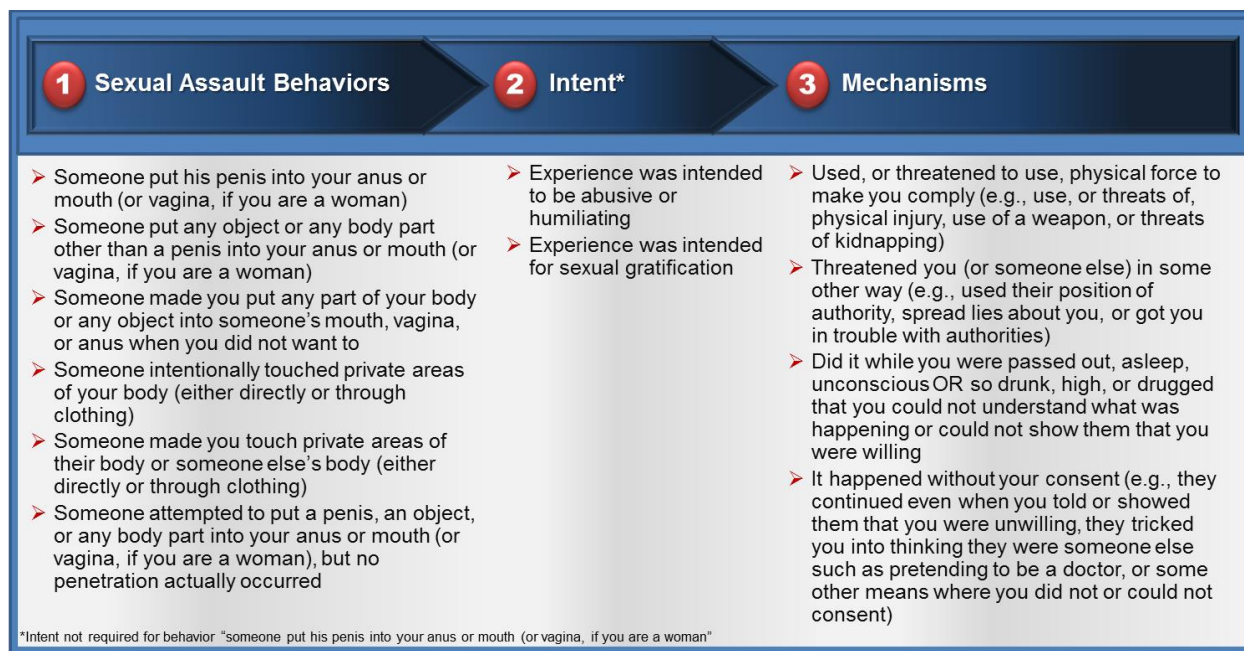 1 Sexual Assault Behaviors
2 Intent*
3 Mechanisms
➤ Someone put his penis into your anus or
mouth (or vagina, if you are a woman)
➤ Someone put any object or any body part
other than a penis into your anus or mouth (or
vagina, if you are a woman)
➤ Someone made you put any part of your body
or any object into someone's mouth, vagina,
or anus when you did not want to
➤ Someone intentionally touched private areas
of your body (either directly or through
clothing)
➤ Someone made you touch private areas of
their body or someone else's body (either
directly or through clothing)
➤ Someone attempted to put a penis, an object,
or any body part into your anus or mouth (or
vagina, if you are a woman), but no
penetration actually occurred
➤ Experience was intended
to be abusive or
humiliating
➤ Experience was intended
for sexual gratification
➤ Used, or threatened to use, physical force to
make you comply (e.g., use, or threats of,
physical injury, use of a weapon, or threats
of kidnapping)
➤ Threatened you (or someone else) in some
other way (e.g., used their position of
authority, spread lies about you, or got you
in trouble with authorities)
➤ Did it while you were passed out, asleep,
unconscious OR so drunk, high, or drugged
that you could not understand what was
happening or could not show them that you
were willing
➤ It happened without your consent (e.g., they
continued even when you told or showed
them that you were unwilling, they tricked
you into thinking they were someone else
such as pretending to be a doctor, or some
other means where you did not or could not
consent)
*Intent not required for behavior "someone put his penis into your anus or mouth (or vagina, if you are a woman"